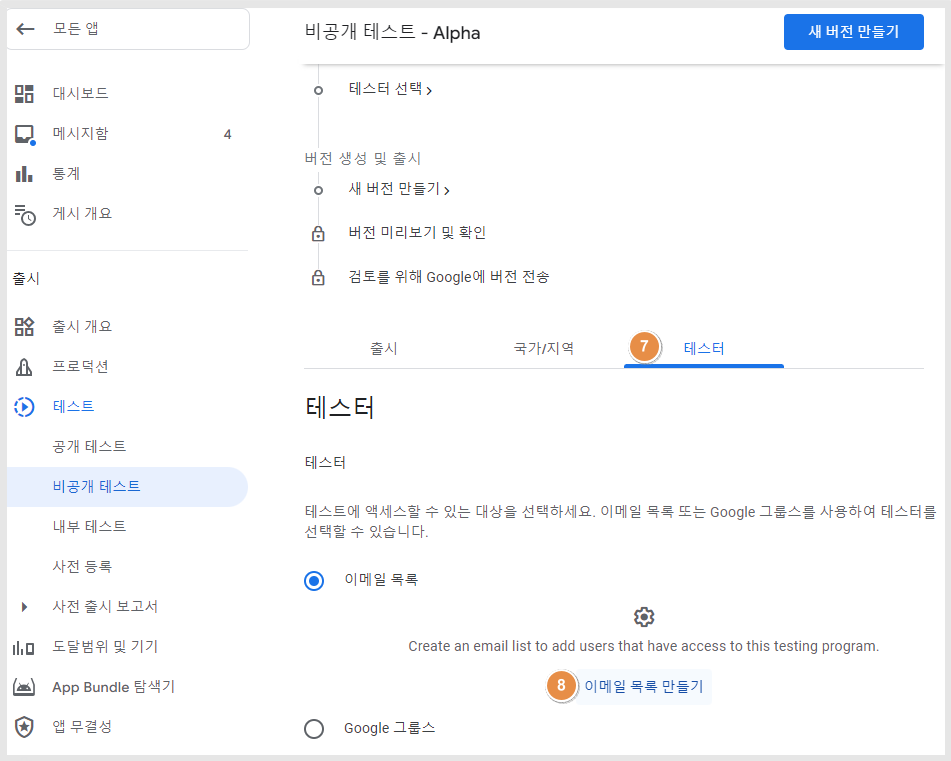 모든 앱
대시보드
메시지함 4
통계
게시 개요
출시
출시 개요
프로덕션
테스트
공개 테스트
비공개 테스트
내부 테스트
사전 등록
사전 출시 보고서
도달범위 및 기기
App Bundle 탐색기
앱 무결성
비공개 테스트 - Alpha
새 버전 만들기
테스터 선택
버전 생성 및 출시
새 버전 만들기
버전 미리보기 및 확인
검토를 위해 Google에 버전 전송
출시 국가/지역 7 테스터
테스터
테스터
테스트에 액세스할 수 있는 대상을 선택하세요. 이메일 목록 또는 Google 그룹스를 사용하여 테스터를
선택할 수 있습니다.
이메일 목록
Create an email list to add users that have access to this testing program.
8 이메일 목록 만들기
Google 그룹스